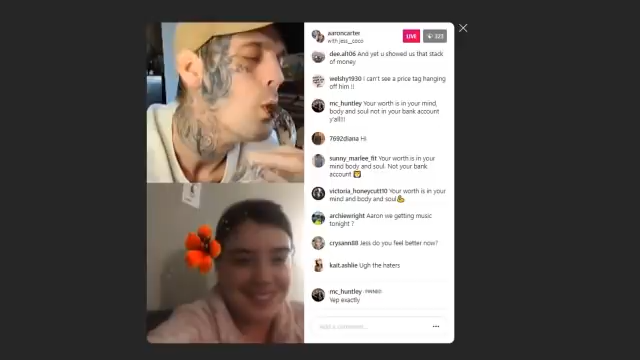 aaroncarter
with jess__coco
LIVE
323
dee.al106 And yet u showed us that stack
of money
welshy1930 I can't see a price tag hanging
off him !!
mc_huntley Your worth is in your mind,
body and soul not in your bank account
y'all!!!
7692diana Hi
sunny_marlee_fit Your worth is in your
mind and body and soul. Not your bank
account
victoria_honeycutt10 Your worth is in your
mind and body and soul
archiewright Aaron we getting music
tonight ?
crysann88 Jess do you feel better now?
kait.ashlie Ugh the haters
mc_huntley PINNED
Yep exactly
Add a comment...